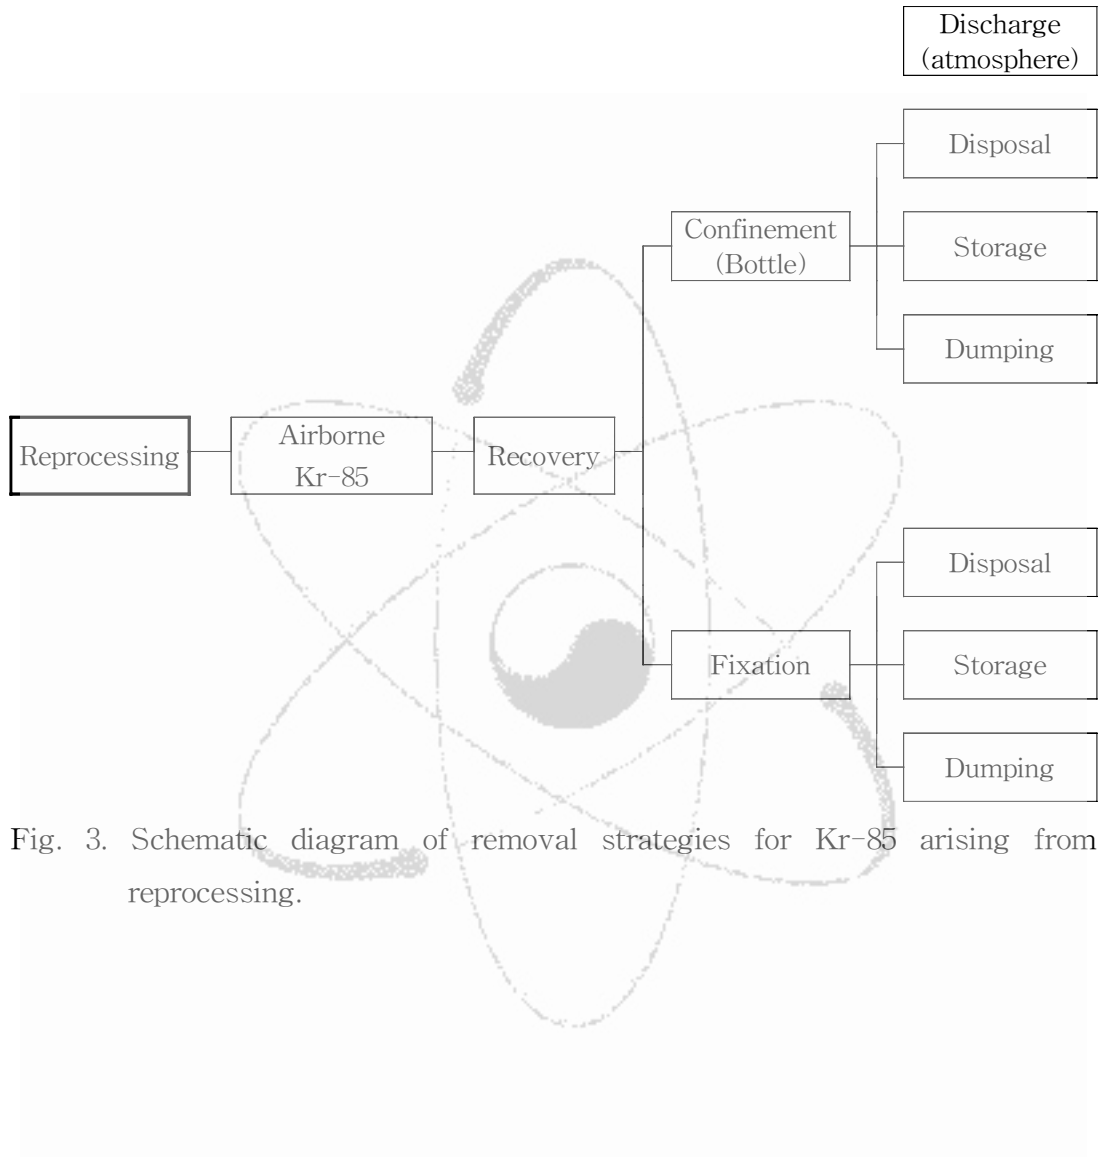 Discharge
(atmosphere)
Disposal
Confinement
(Bottle)
Storage
Dumping
Reprocessing
Airborne
Kr-85
Recovery
Disposal
Fixation
Storage
Dumping
Fig. 3. Schematic diagram of removal strategies for Kr-85 arising from
reprocessing.